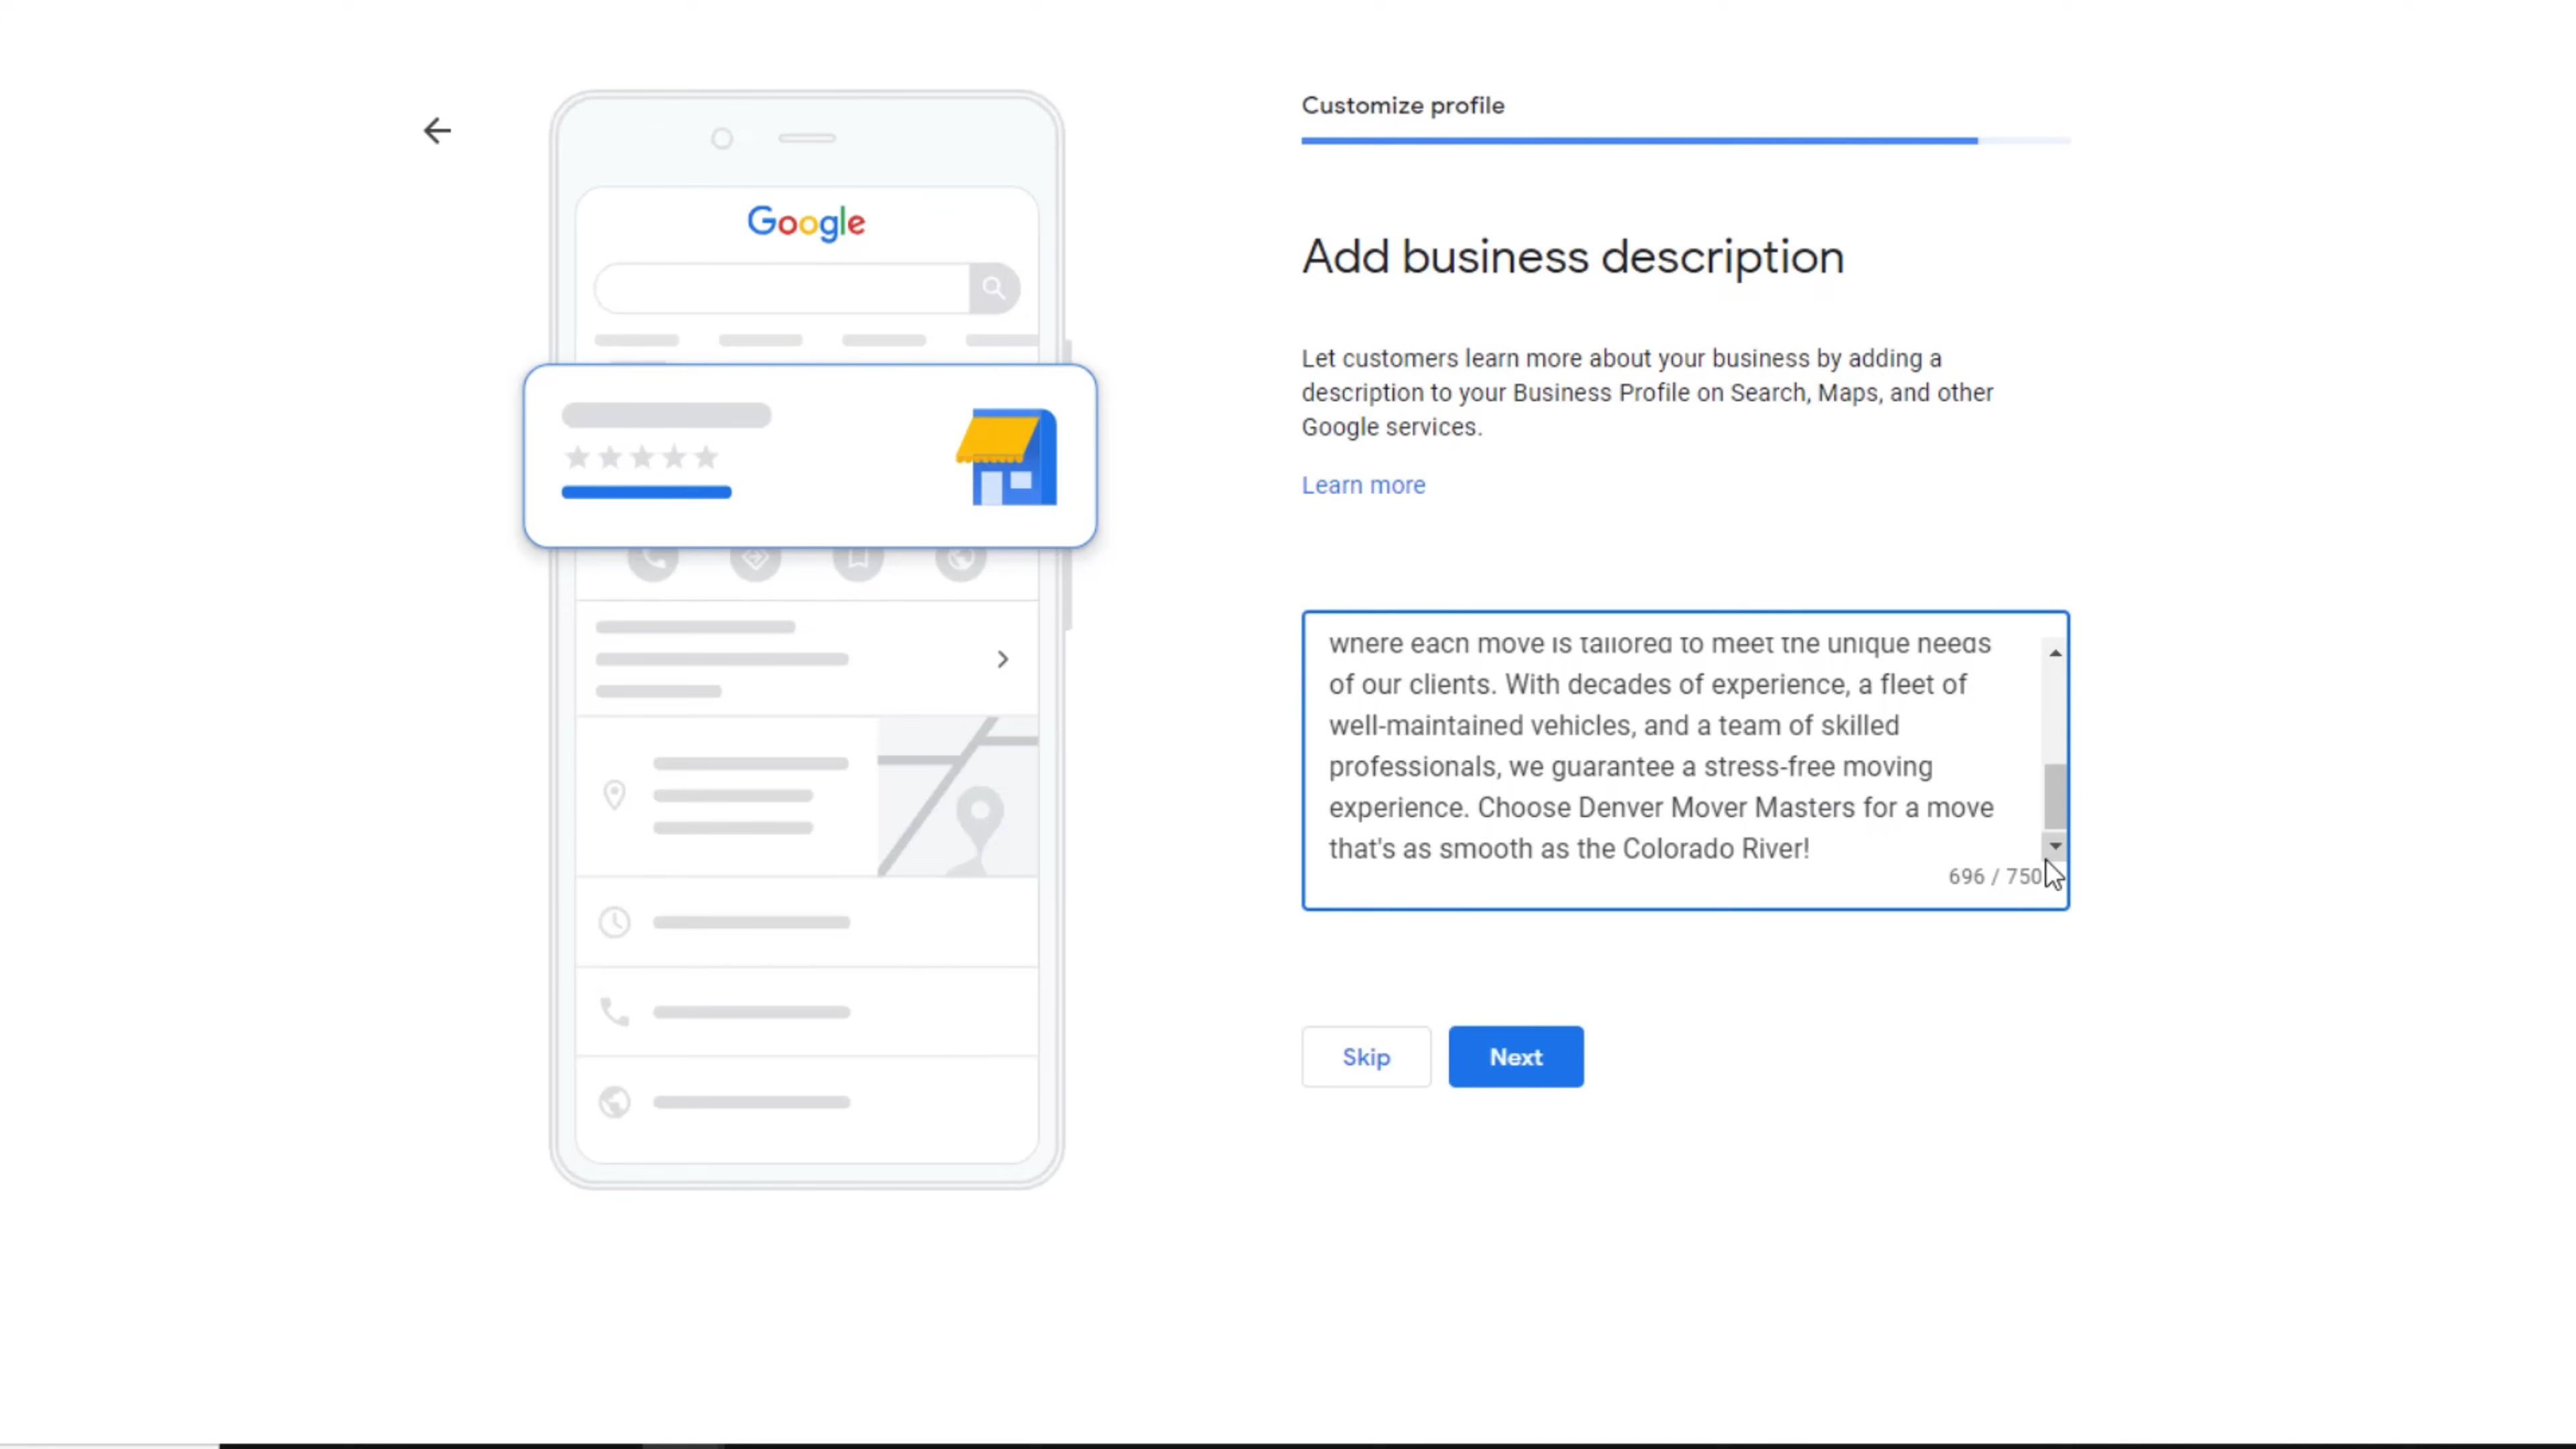 Customize profile
Google
Add business description
Let customers learn more about your business by adding a
description to your Business Profile on Search, Maps, and other
Google services.
Learn more
where each move is tailored to meet the unique needs
of our clients. With decades of experience, a fleet of
well-maintained vehicles, and a team of skilled
professionals, we guarantee a stress-free moving
experience. Choose Denver Mover Masters for a move
that's as smooth as the Colorado River!
696 / 750
Skip
Next